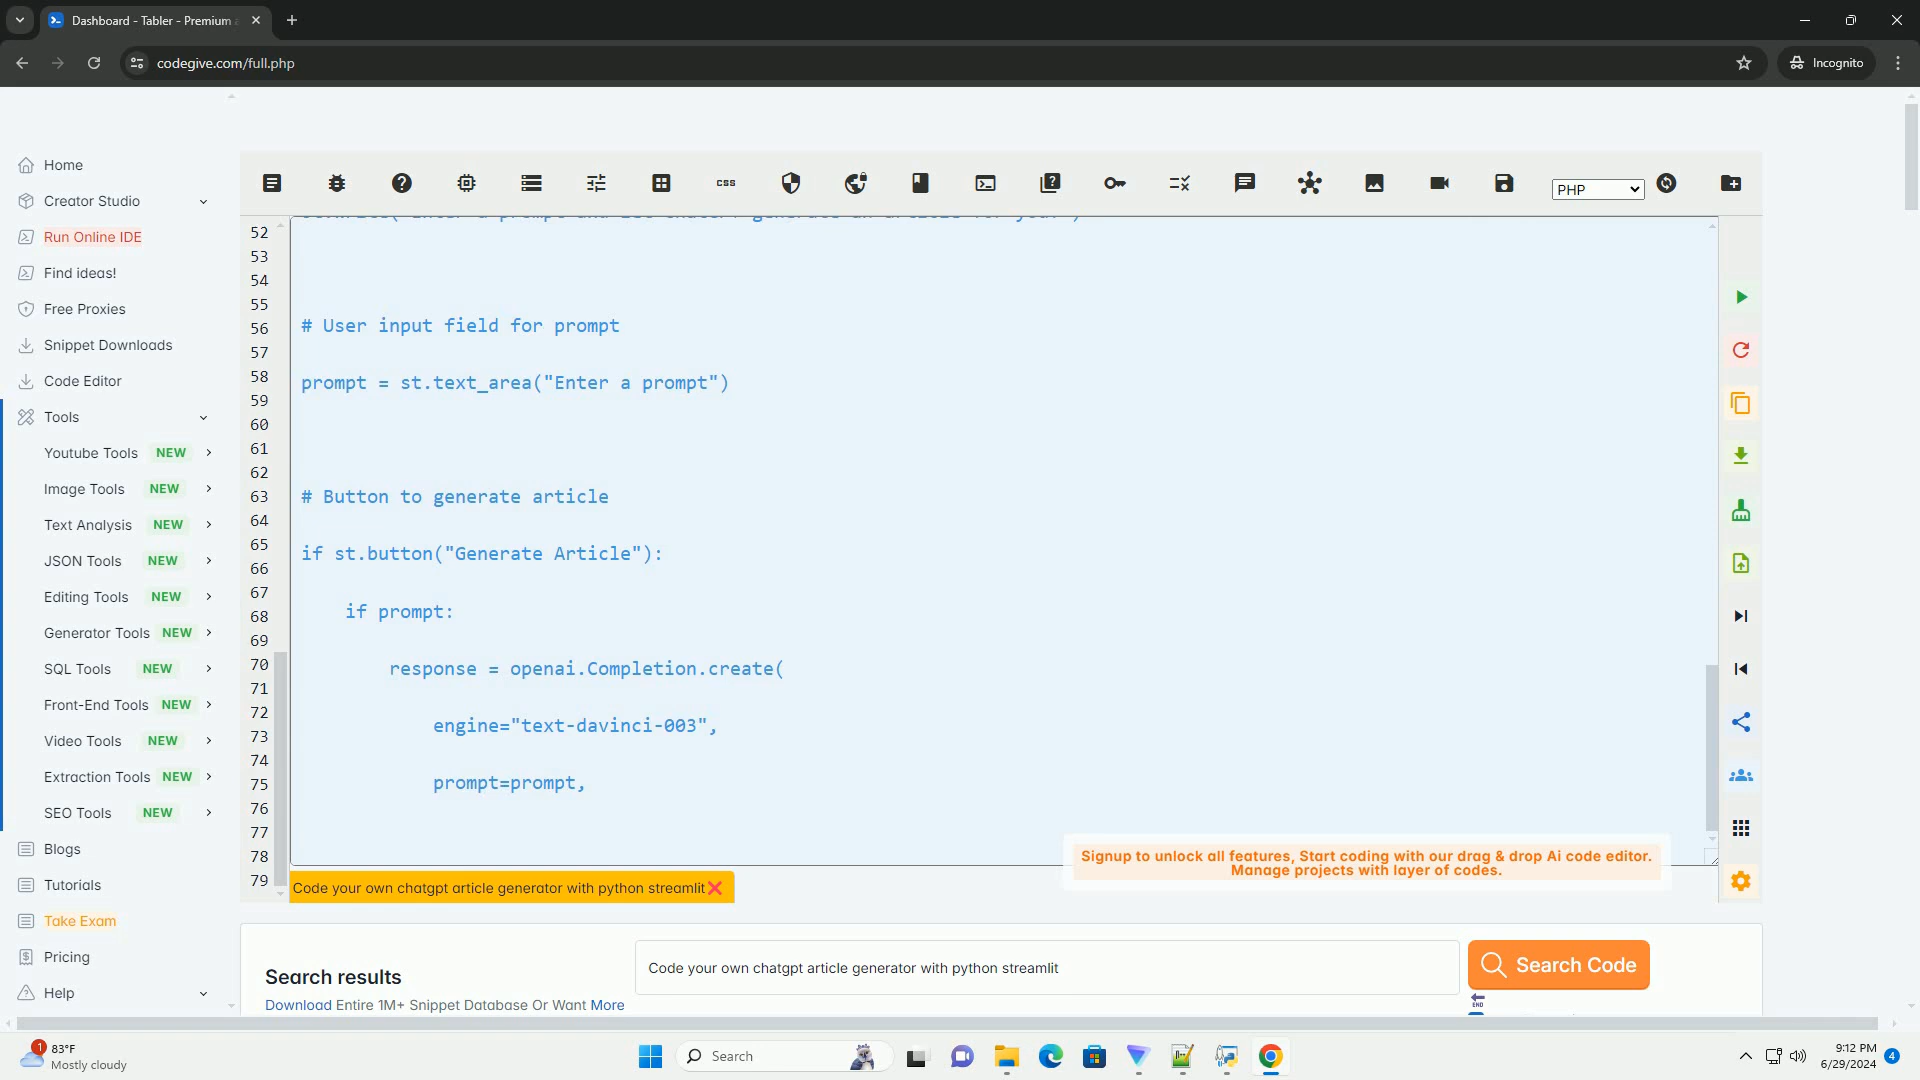 Dashboard - Tabler - Premium
codegive.com/full.php
Incognito
Home
Creator Studio
Run Online IDE
Find ideas!
Free Proxies
Snippet Downloads
Code Editor
Tools
Youtube Tools NEW
Image Tools NEW
Text Analysis NEW
JSON Tools NEW
Editing Tools NEW
Generator Tools NEW
SQL Tools NEW
Front-End Tools NEW
Video Tools NEW
Extraction Tools NEW
SEO Tools NEW
Blogs
Tutorials
Take Exam
Pricing
Help
css
PHP
52
53
54
55
56
57
58
59
60
61
62
63
64
65
66
67
68
69
70
71
72
73
74
75
76
77
78
79
# User input field for prompt
prompt = st.text_area("Enter a prompt")
# Button to generate article
if st.button("Generate Article"):
if prompt:
response = openai.Completion.create(
engine="text-davinci-003",
prompt=prompt,
Signup to unlock all features, Start coding with our drag & drop Ai code editor.
Manage projects with layer of codes.
Code your own chatgpt article generator with python streamlit
Search results
Download Entire 1M+ Snippet Database Or Want More
Code your own chatgpt article generator with python streamlit
Search Code
END
1
83°F
Mostly cloudy
Search
9:12 PM
6/29/2024
4